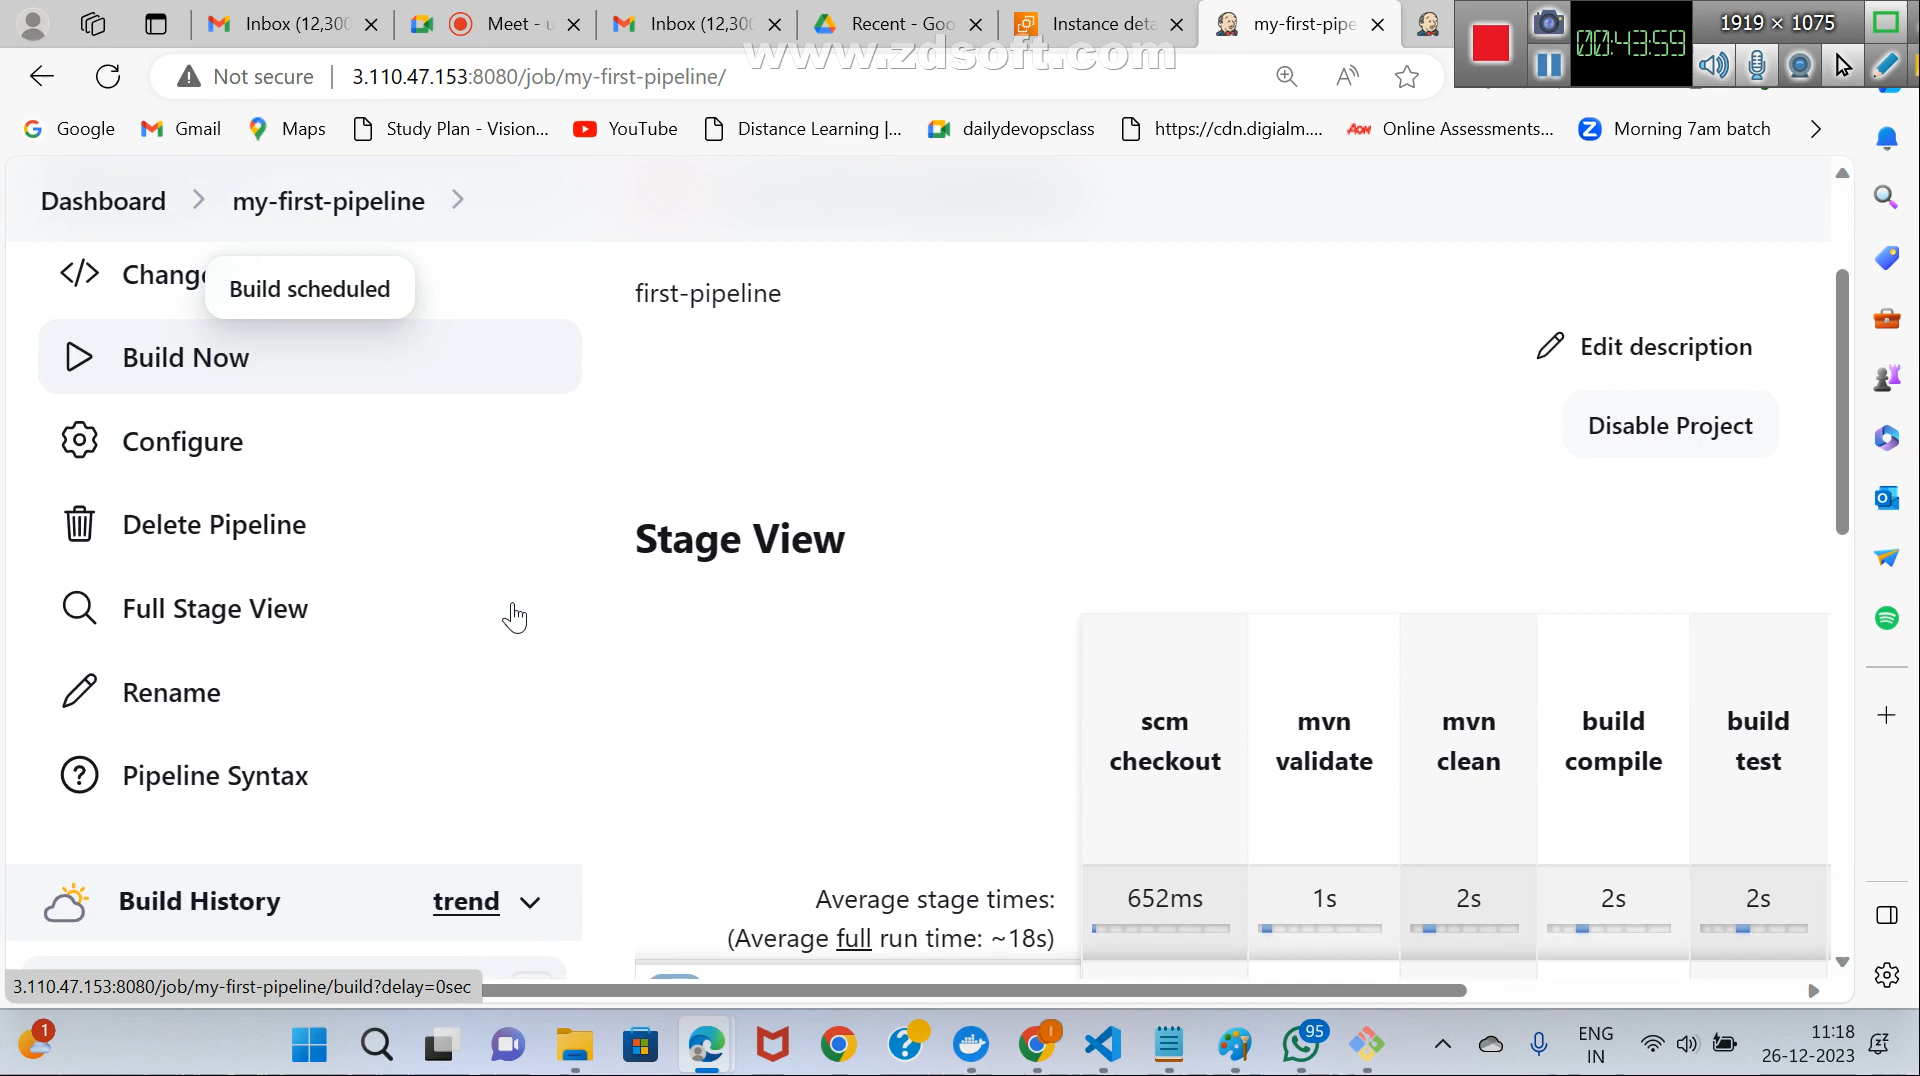 Inbox (12,300
Meet - u
Inbox (12,300
Recent - Goo
Instance deta
my-first-pipe
00:43:59
1919 × 1075
www.zdsoft.com
Not secure
3.110.47.153:8080/job/my-first-pipeline/
Google
Gmail
Maps
Study Plan - Vision...
YouTube
Distance Learning |...
dailydevopsclass
https://cdn.digialm....
Aon
Online Assessments...
Z
Morning 7am batch
Dashboard
my-first-pipeline
Change
Build scheduled
Build Now
Configure
Delete Pipeline
Full Stage View
Rename
Pipeline Syntax
Build History
trend
first-pipeline
Edit description
Disable Project
Stage View
scm
checkout
mvn
validate
mvn
clean
build
compile
build
test
Average stage times:
(Average full run time: ~18s)
652ms
1s
2s
2s
2s
3.110.47.153:8080/job/my-first-pipeline/build?delay=0sec
1
95
ENG
IN
11:18
26-12-2023